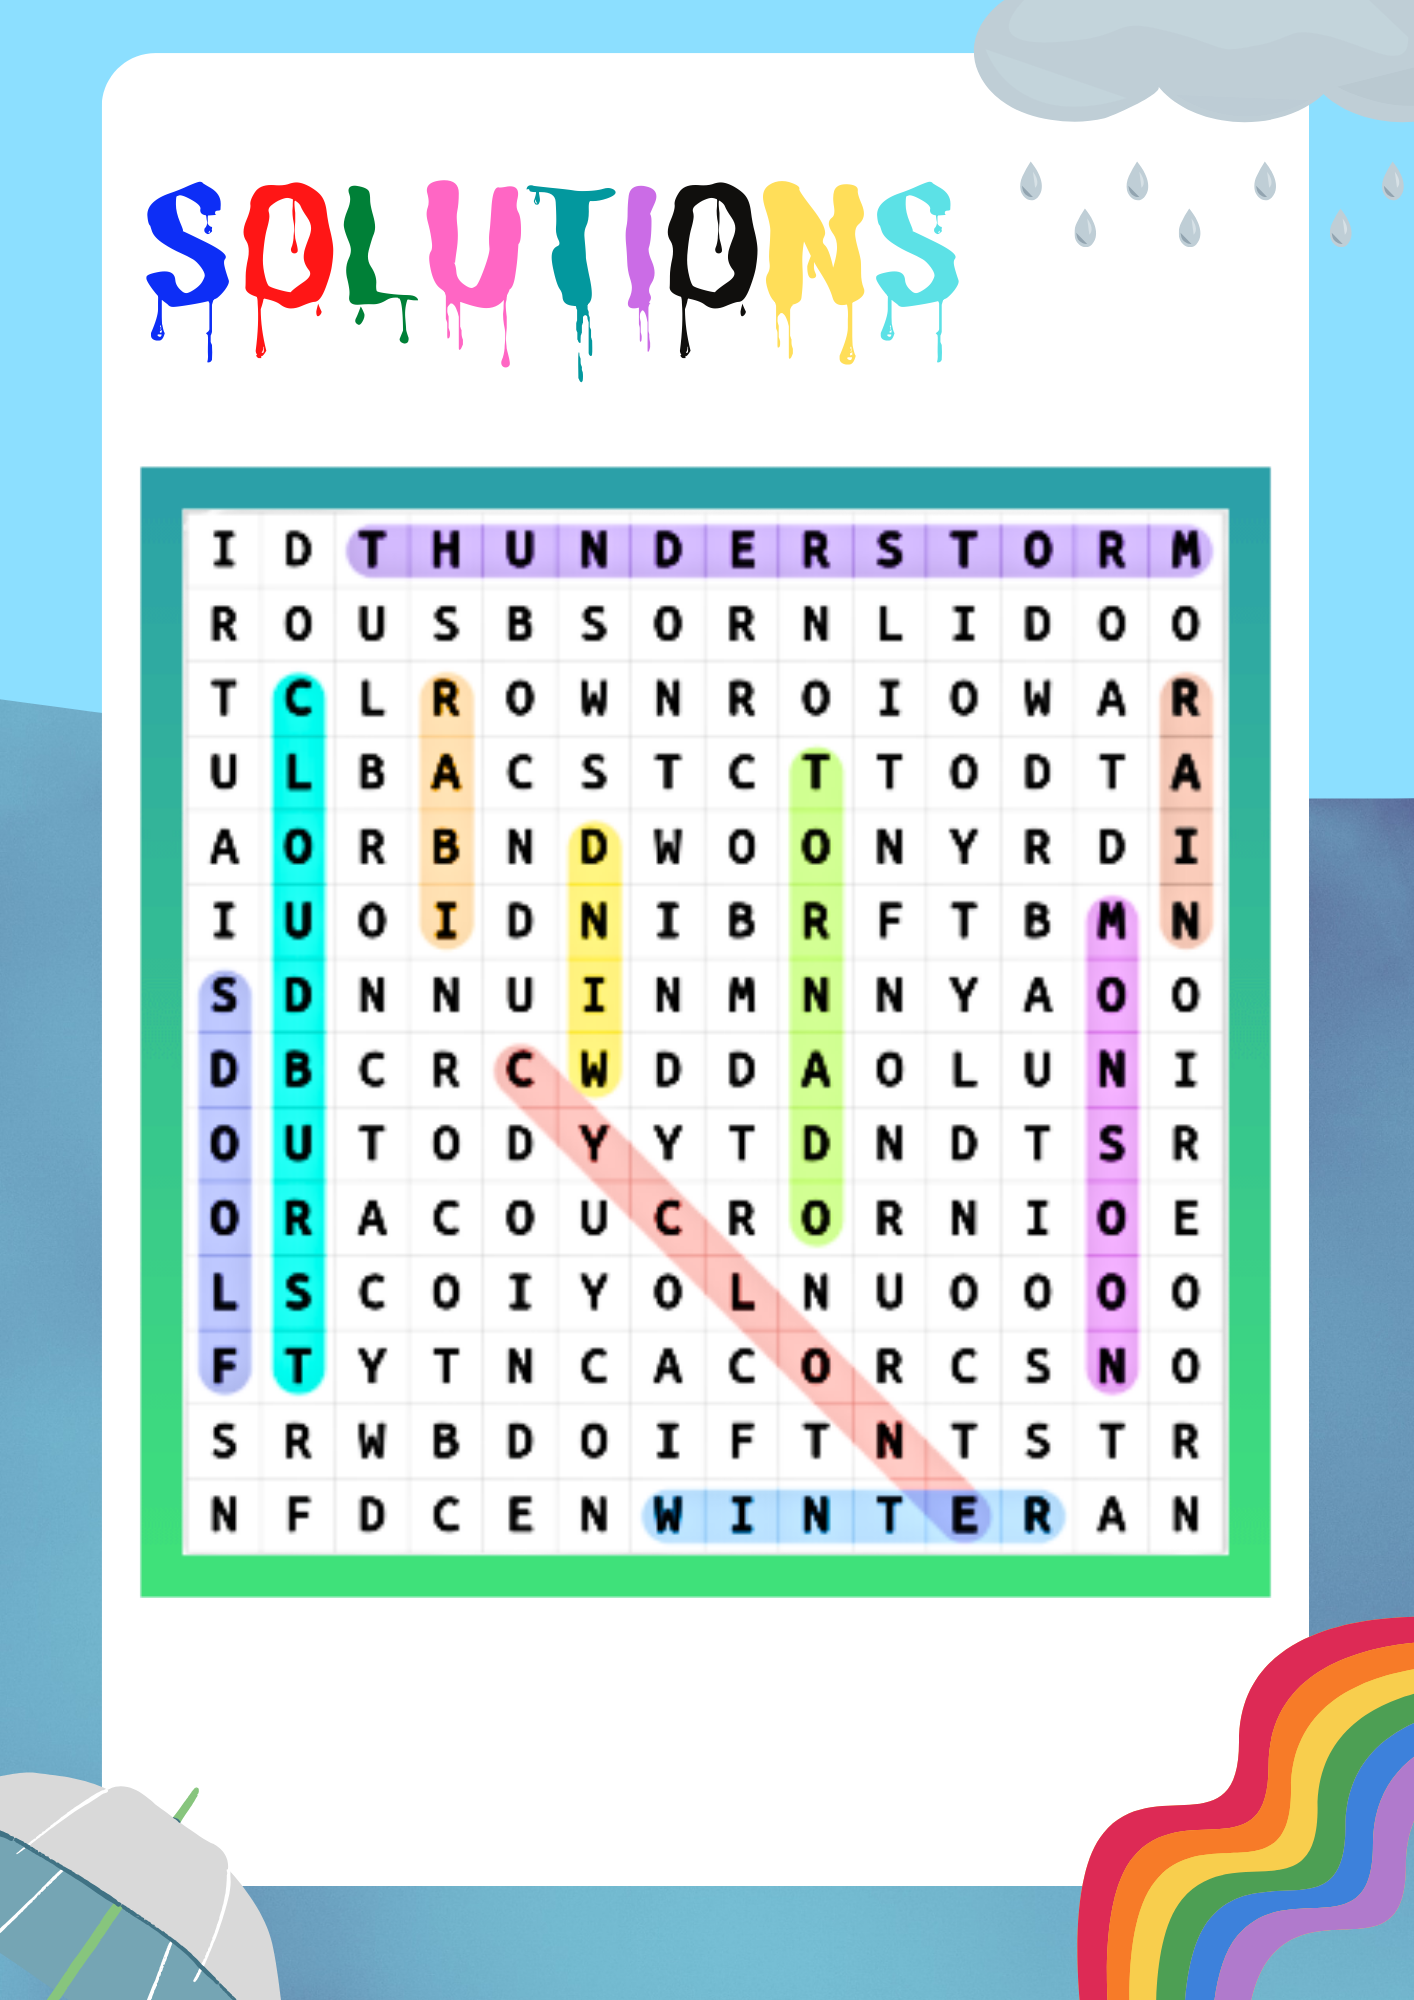 SOLUTIONS
I D T H U N D E R S T O R M
R O U S B S O R N L I D O O
T C L R O W N R O I O W A R
U L B A C S T C T T O D T A
A O R B N D W O O N Y R D I
I U O I D N I B R F T B M N
S D N N U I N M N N Y A O O
D B C R C W D D A O L U N I
O U T O D Y Y T D N D T S R
O R A C O U C R O R N I O E
L S C O I Y O L N U O O O O
F T Y T N C A C O R C S N O
S R W B D O I F T N T S T R
N F D C E N W I N T E R A N